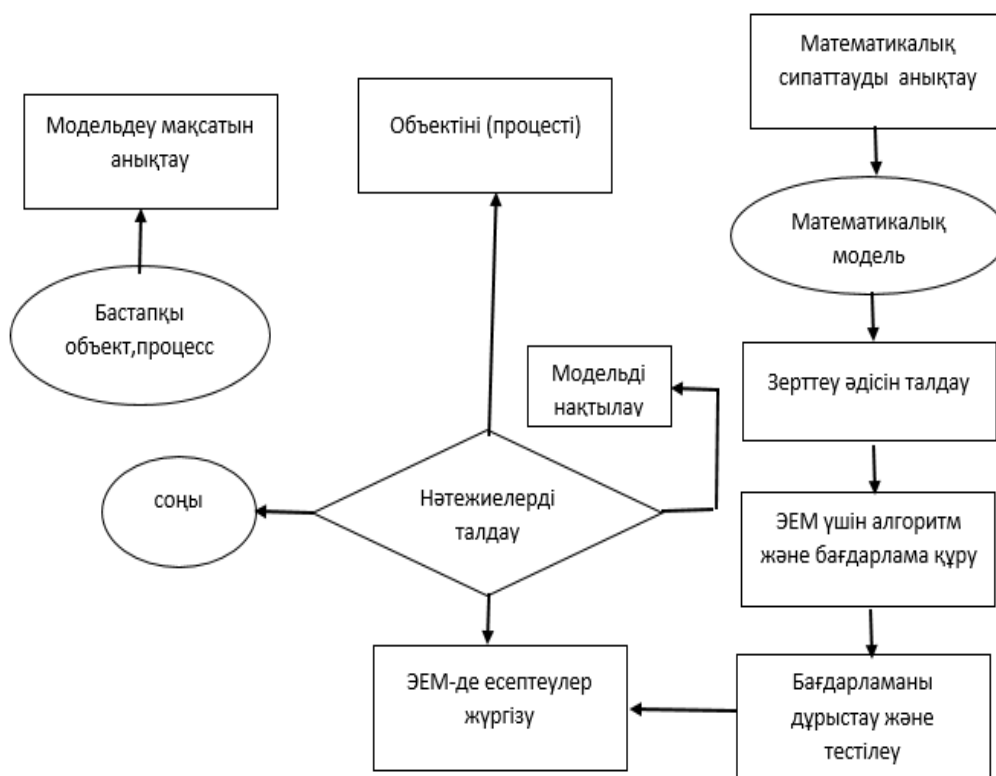 Математикалық
сипаттауды анықтау
Модельдеу мақсатын
анықтау
Объектіні (процесті)
Математикалық
модель
Бастапқы
объект,процесс
Модельді
нақтылау
Зерттеу әдісін талдау
соңы
Нәтежиелерді
талдау
ЭЕМ үшін алгоритм
және бағдарлама құру
ЭЕМ-де есептеулер
жүргізу
Бағдарламаны
дұрыстау және
тестілеу